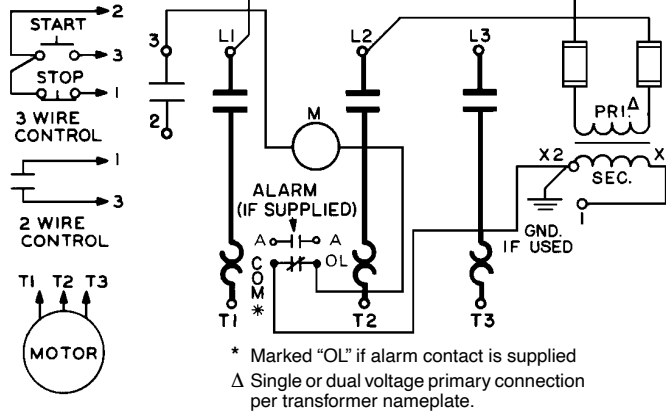 2
START
3
STOP
1
3 WIRE
CONTROL
1
3
2 WIRE
CONTROL
T1 T2 T3
MOTOR
3
2
L1
L2
L3
M
ALARM
(IF SUPPLIED)
A
A
COM
*
OL
T1
T2
T3
PRI.Δ
X2
X
SEC.
1
GND.
IF USED
* Marked “OL” if alarm contact is supplied
Δ Single or dual voltage primary connection
per transformer nameplate.